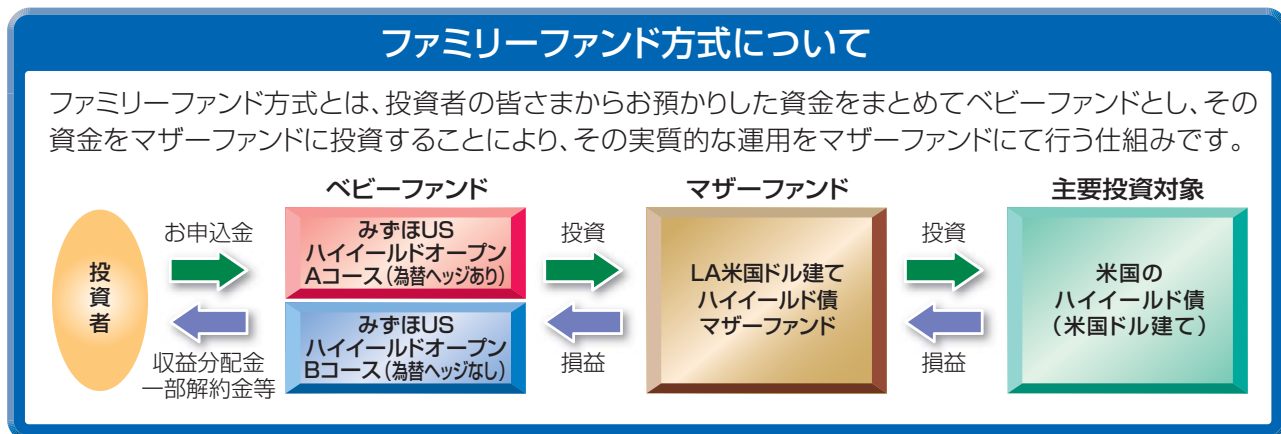 ファミリーファンド方式について
ファミリーファンド方式とは、投資者の皆さまからお預かりした資金をまとめてベビーファンドとし、その
資金をマザーファンドに投資することにより、その実質的な運用をマザーファンドにて行う仕組みです。
ベビーファンド
マザーファンド
主要投資対象
投資者
お申込金
収益分配金
一部解約金等
みずほUS
ハイイールドオープン
Aコース(為替ヘッジあり)
みずほUS
ハイイールドオープン
Bコース(為替ヘッジなし)
投資
損益
LA米国ドル建て
ハイイールド債
マザーファンド
投資
損益
米国の
ハイイールド債
(米国ドル建て)